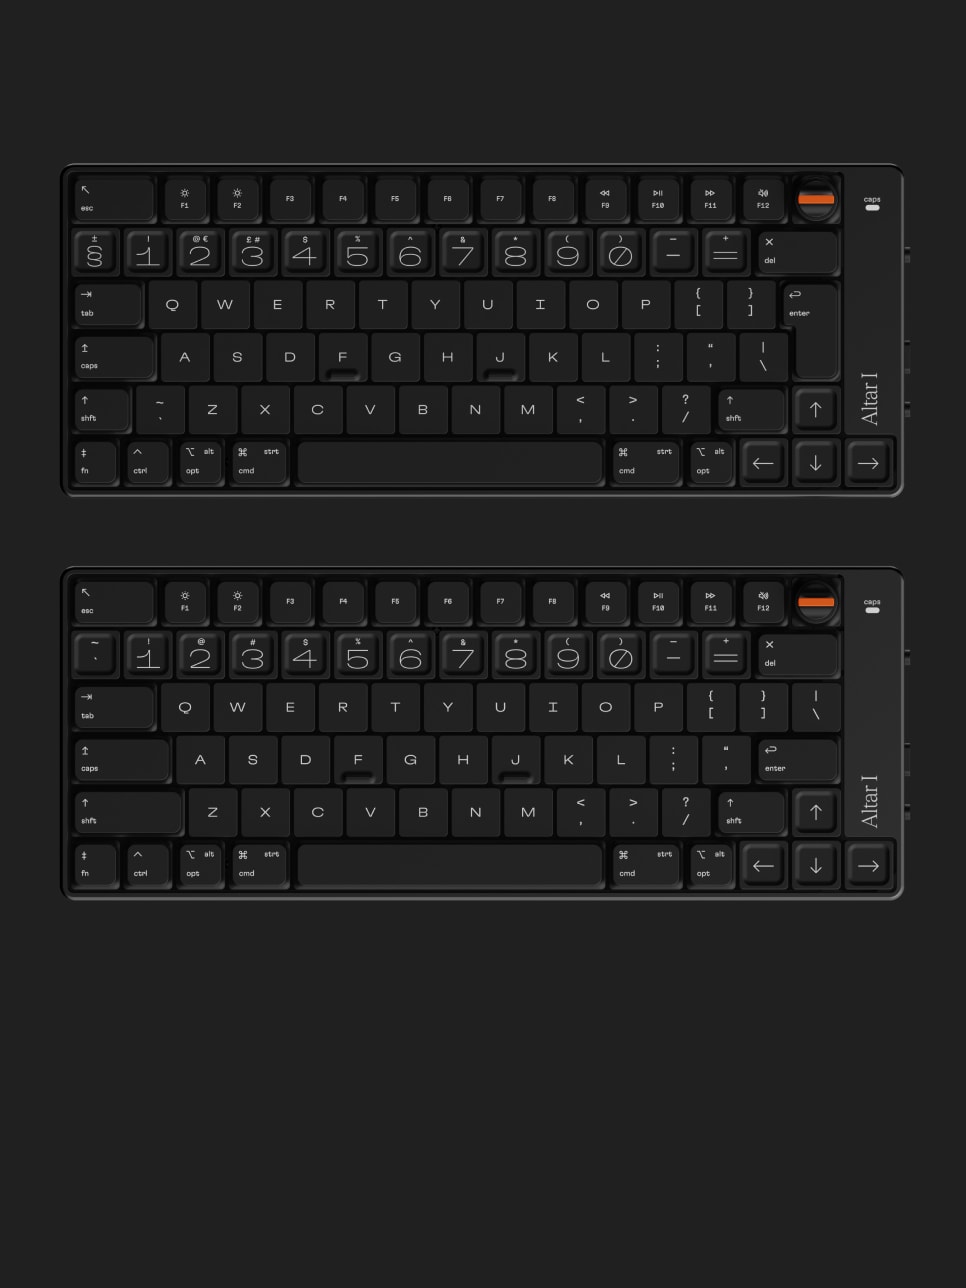 esc F1 F2 F3 F4 F5 F6 F7 F8 F9 F10 F11 F12 caps
± ! @ € £ # $ % ^ & * ( ) — +
§ 1 2 3 4 5 6 7 8 9 0 — = del
tab Q W E R T Y U I O P { [ } ] enter
caps A S D F G H J K L : ; " ' | \
shft ~ ` Z X C V B N M < , > . ? / shft
fn ctrl alt opt ⌘ strt cmd ⌘ strt cmd alt opt
Altar I
esc F1 F2 F3 F4 F5 F6 F7 F8 F9 F10 F11 F12 caps
~ ! @ # $ % ^ & * ( ) — +
` 1 2 3 4 5 6 7 8 9 0 — = del
tab Q W E R T Y U I O P { [ } ] | \
caps A S D F G H J K L : ; " ' enter
shft Z X C V B N M < , > . ? / shft
fn ctrl alt opt ⌘ strt cmd ⌘ strt cmd alt opt
Altar I